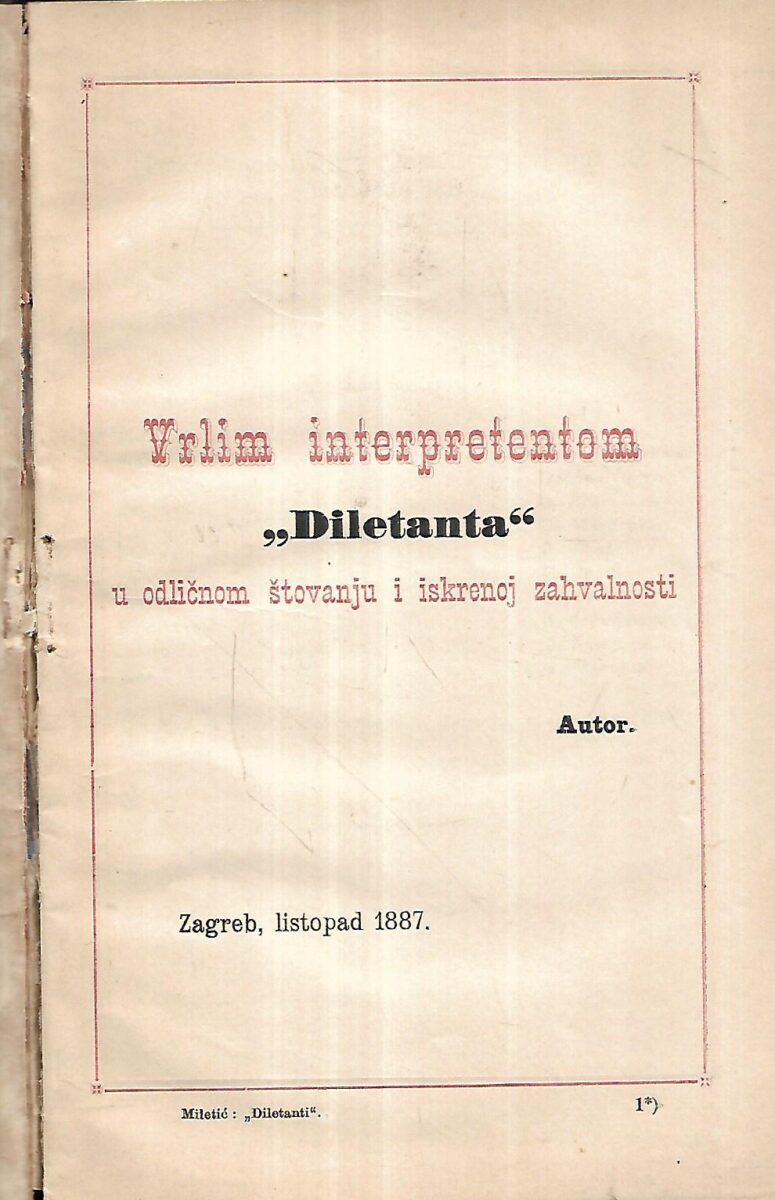 Vrlim interpretentom
„Diletanta“
u odličnom štovanju i iskrenoj zahvalnosti
Autor.
Zagreb, listopad 1887.
Miletić : „Diletanti“.
1*)